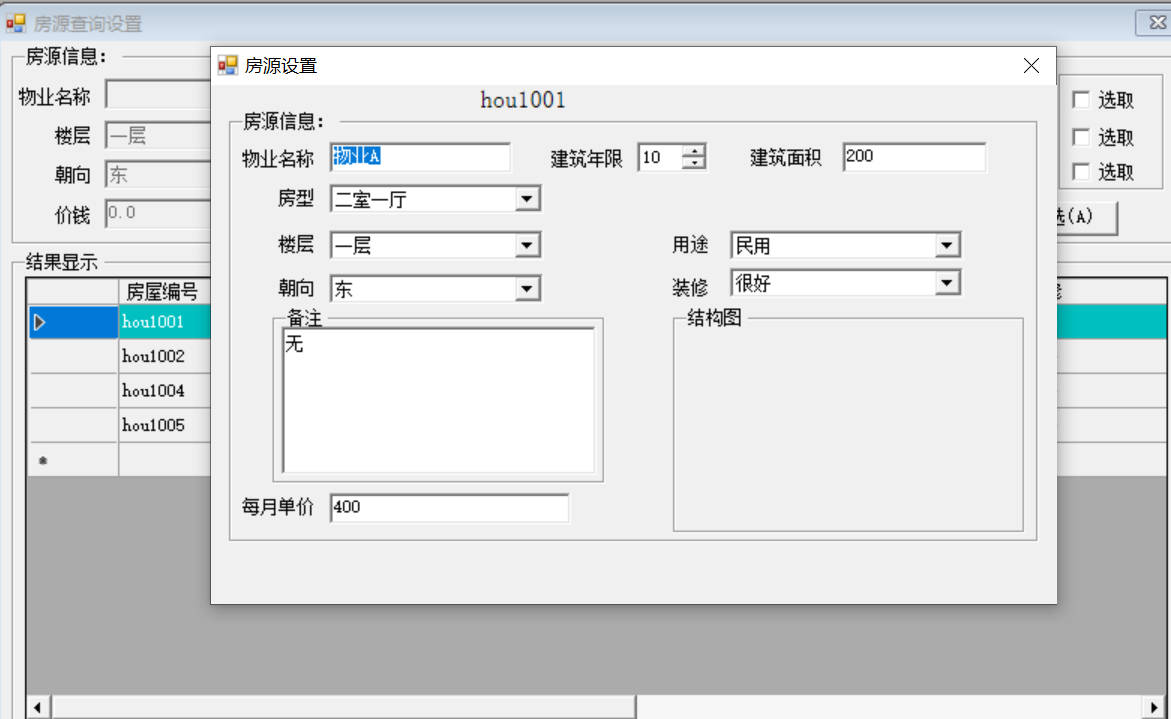 房源查询设置
房源信息：
物业名称
楼层 一层
朝向 东
价钱 0.0
选取
选取
选取
选(A)
结果显示
房屋编号
hou1001
hou1002
hou1004
hou1005
房源设置
hou1001
房源信息：
物业名称 物业A 建筑年限 10 建筑面积 200
房型 二室一厅
楼层 一层 用途 民用
朝向 东 装修 很好
备注 结构图
无
每月单价 400